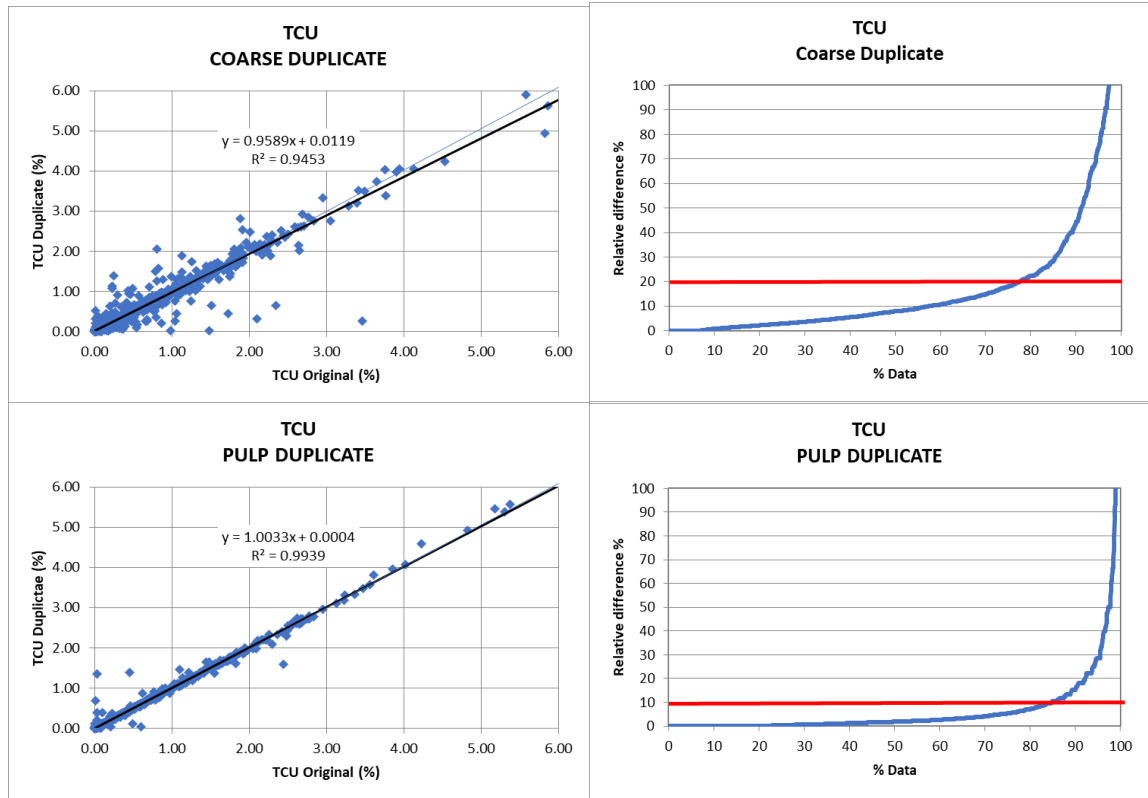 TCU
COARSE DUPLICATE
6.00
5.00
4.00
3.00
2.00
1.00
0.00
TCU Duplicate (%)
y = 0.9589x + 0.0119
R² = 0.9453
0.00 1.00 2.00 3.00 4.00 5.00 6.00
TCU Original (%)
TCU
Coarse Duplicate
100
90
80
70
60
50
40
30
20
10
0
Relative difference %
0 10 20 30 40 50 60 70 80 90 100
% Data
TCU
PULP DUPLICATE
6.00
5.00
4.00
3.00
2.00
1.00
0.00
TCU Duplictae (%)
y = 1.0033x + 0.0004
R² = 0.9939
0.00 1.00 2.00 3.00 4.00 5.00 6.00
TCU Original (%)
TCU
PULP DUPLICATE
100
90
80
70
60
50
40
30
20
10
0
Relative difference %
0 10 20 30 40 50 60 70 80 90 100
% Data